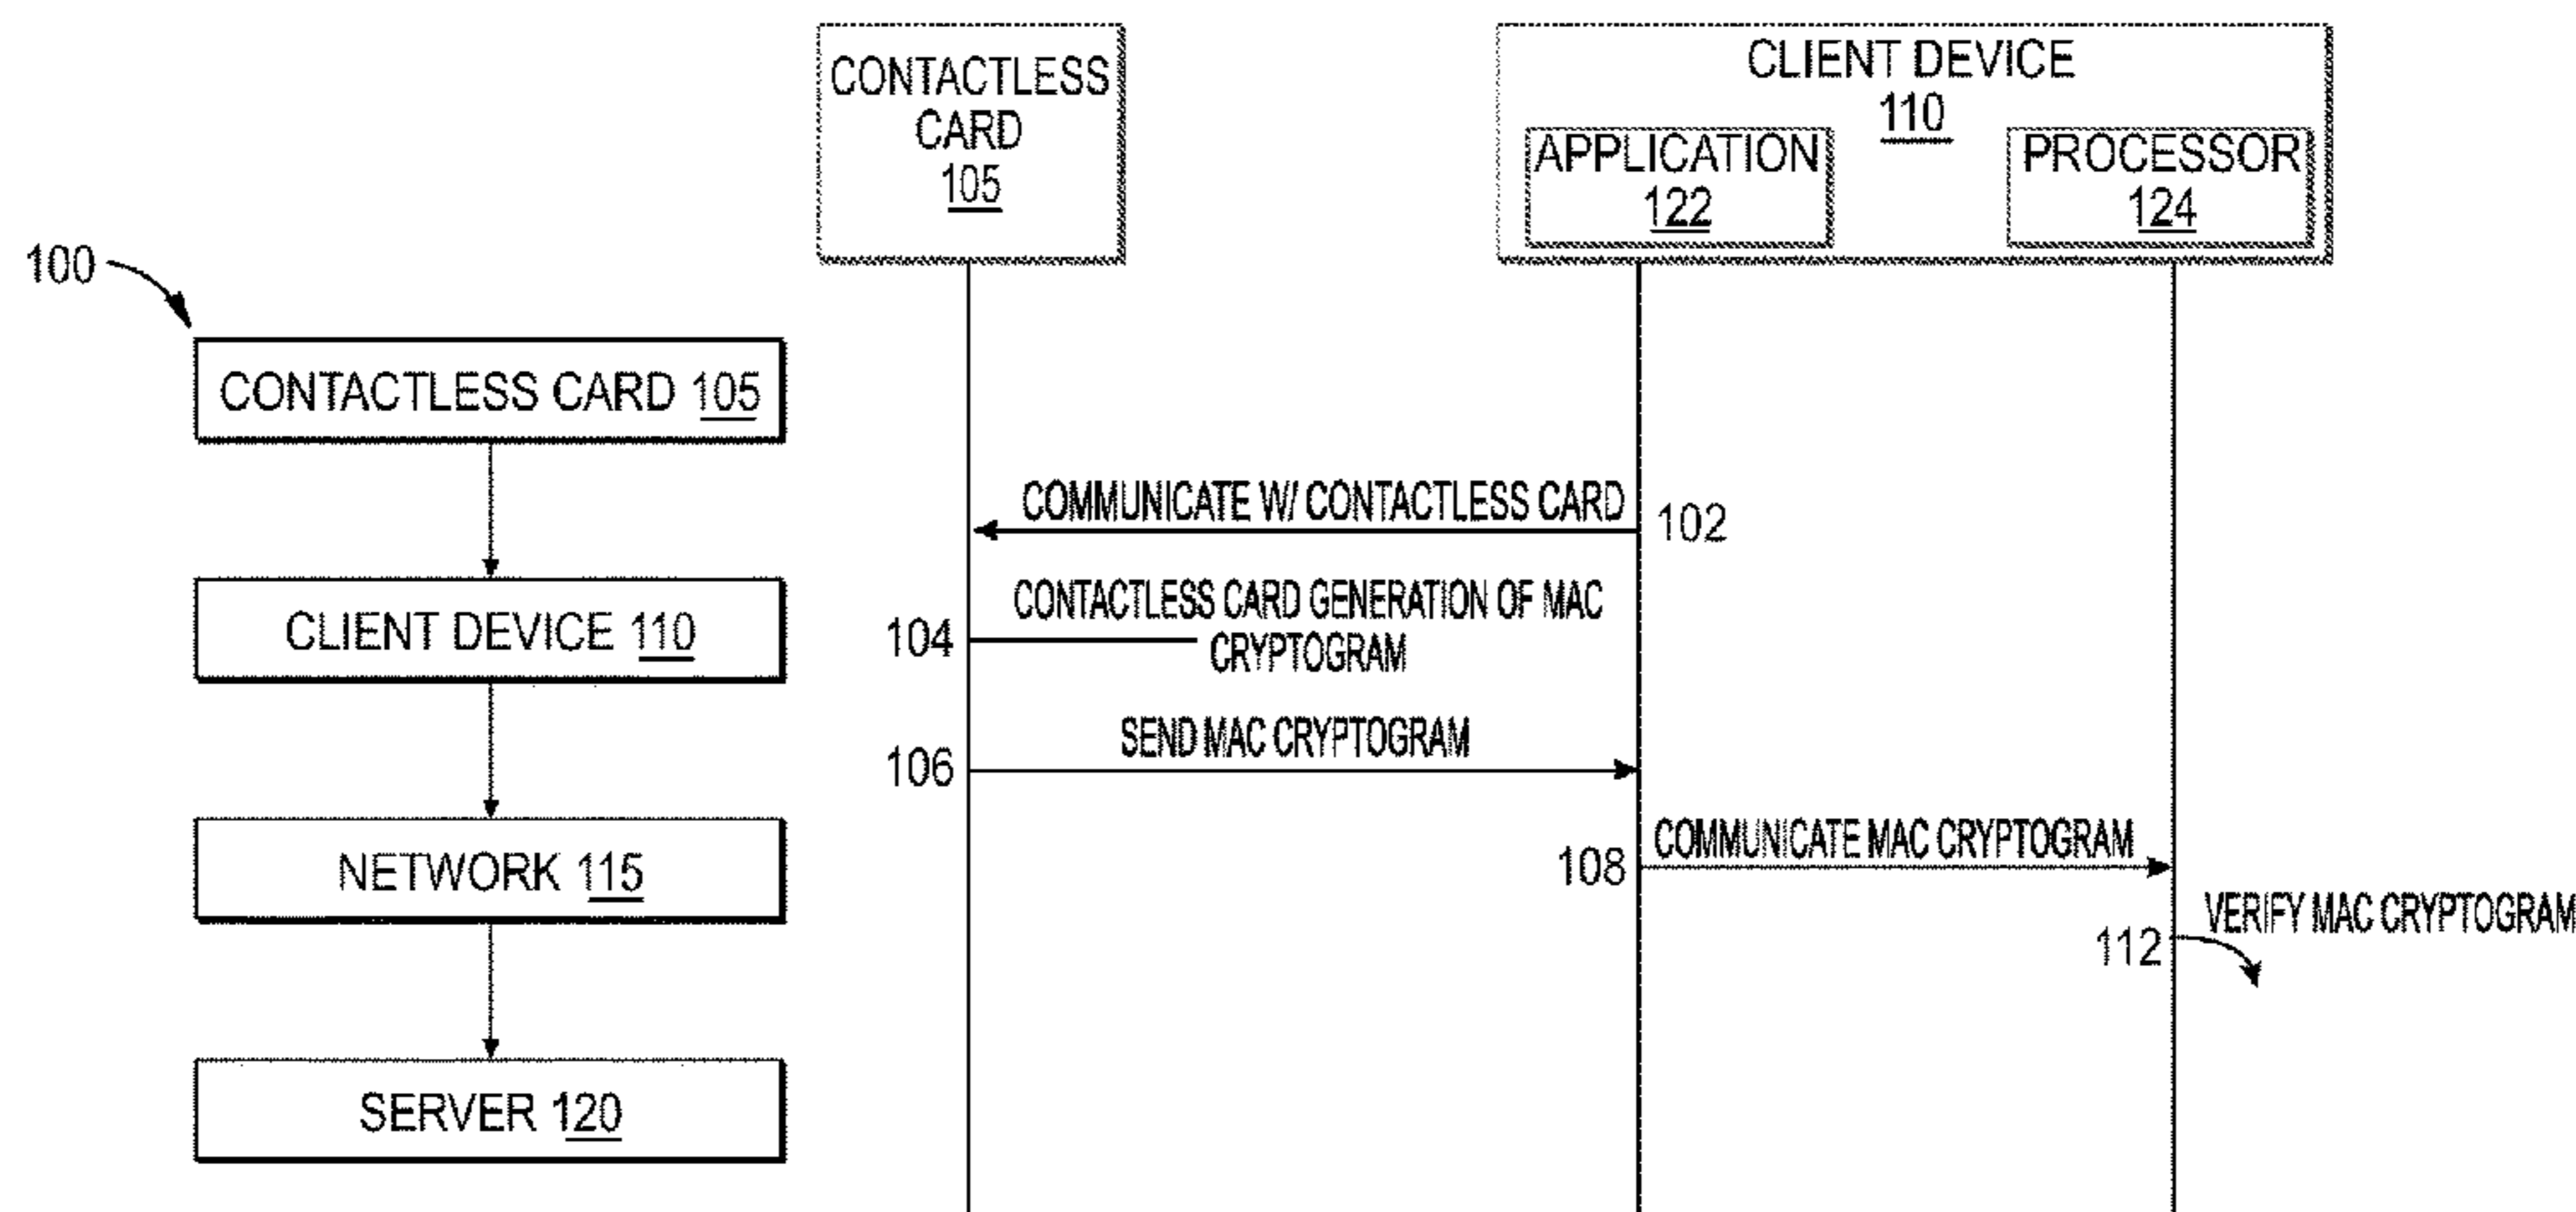 100
CONTACTLESS CARD 105
CLIENT DEVICE 110
NETWORK 115
SERVER 120
CONTACTLESS
CARD
105
CLIENT DEVICE
110
APPLICATION
122
PROCESSOR
124
COMMUNICATE W/ CONTACTLESS CARD
102
CONTACTLESS CARD GENERATION OF MAC
104
CRYPTOGRAM
SEND MAC CRYPTOGRAM
106
COMMUNICATE MAC CRYPTOGRAM
108
VERIFY MAC CRYPTOGRAM
112